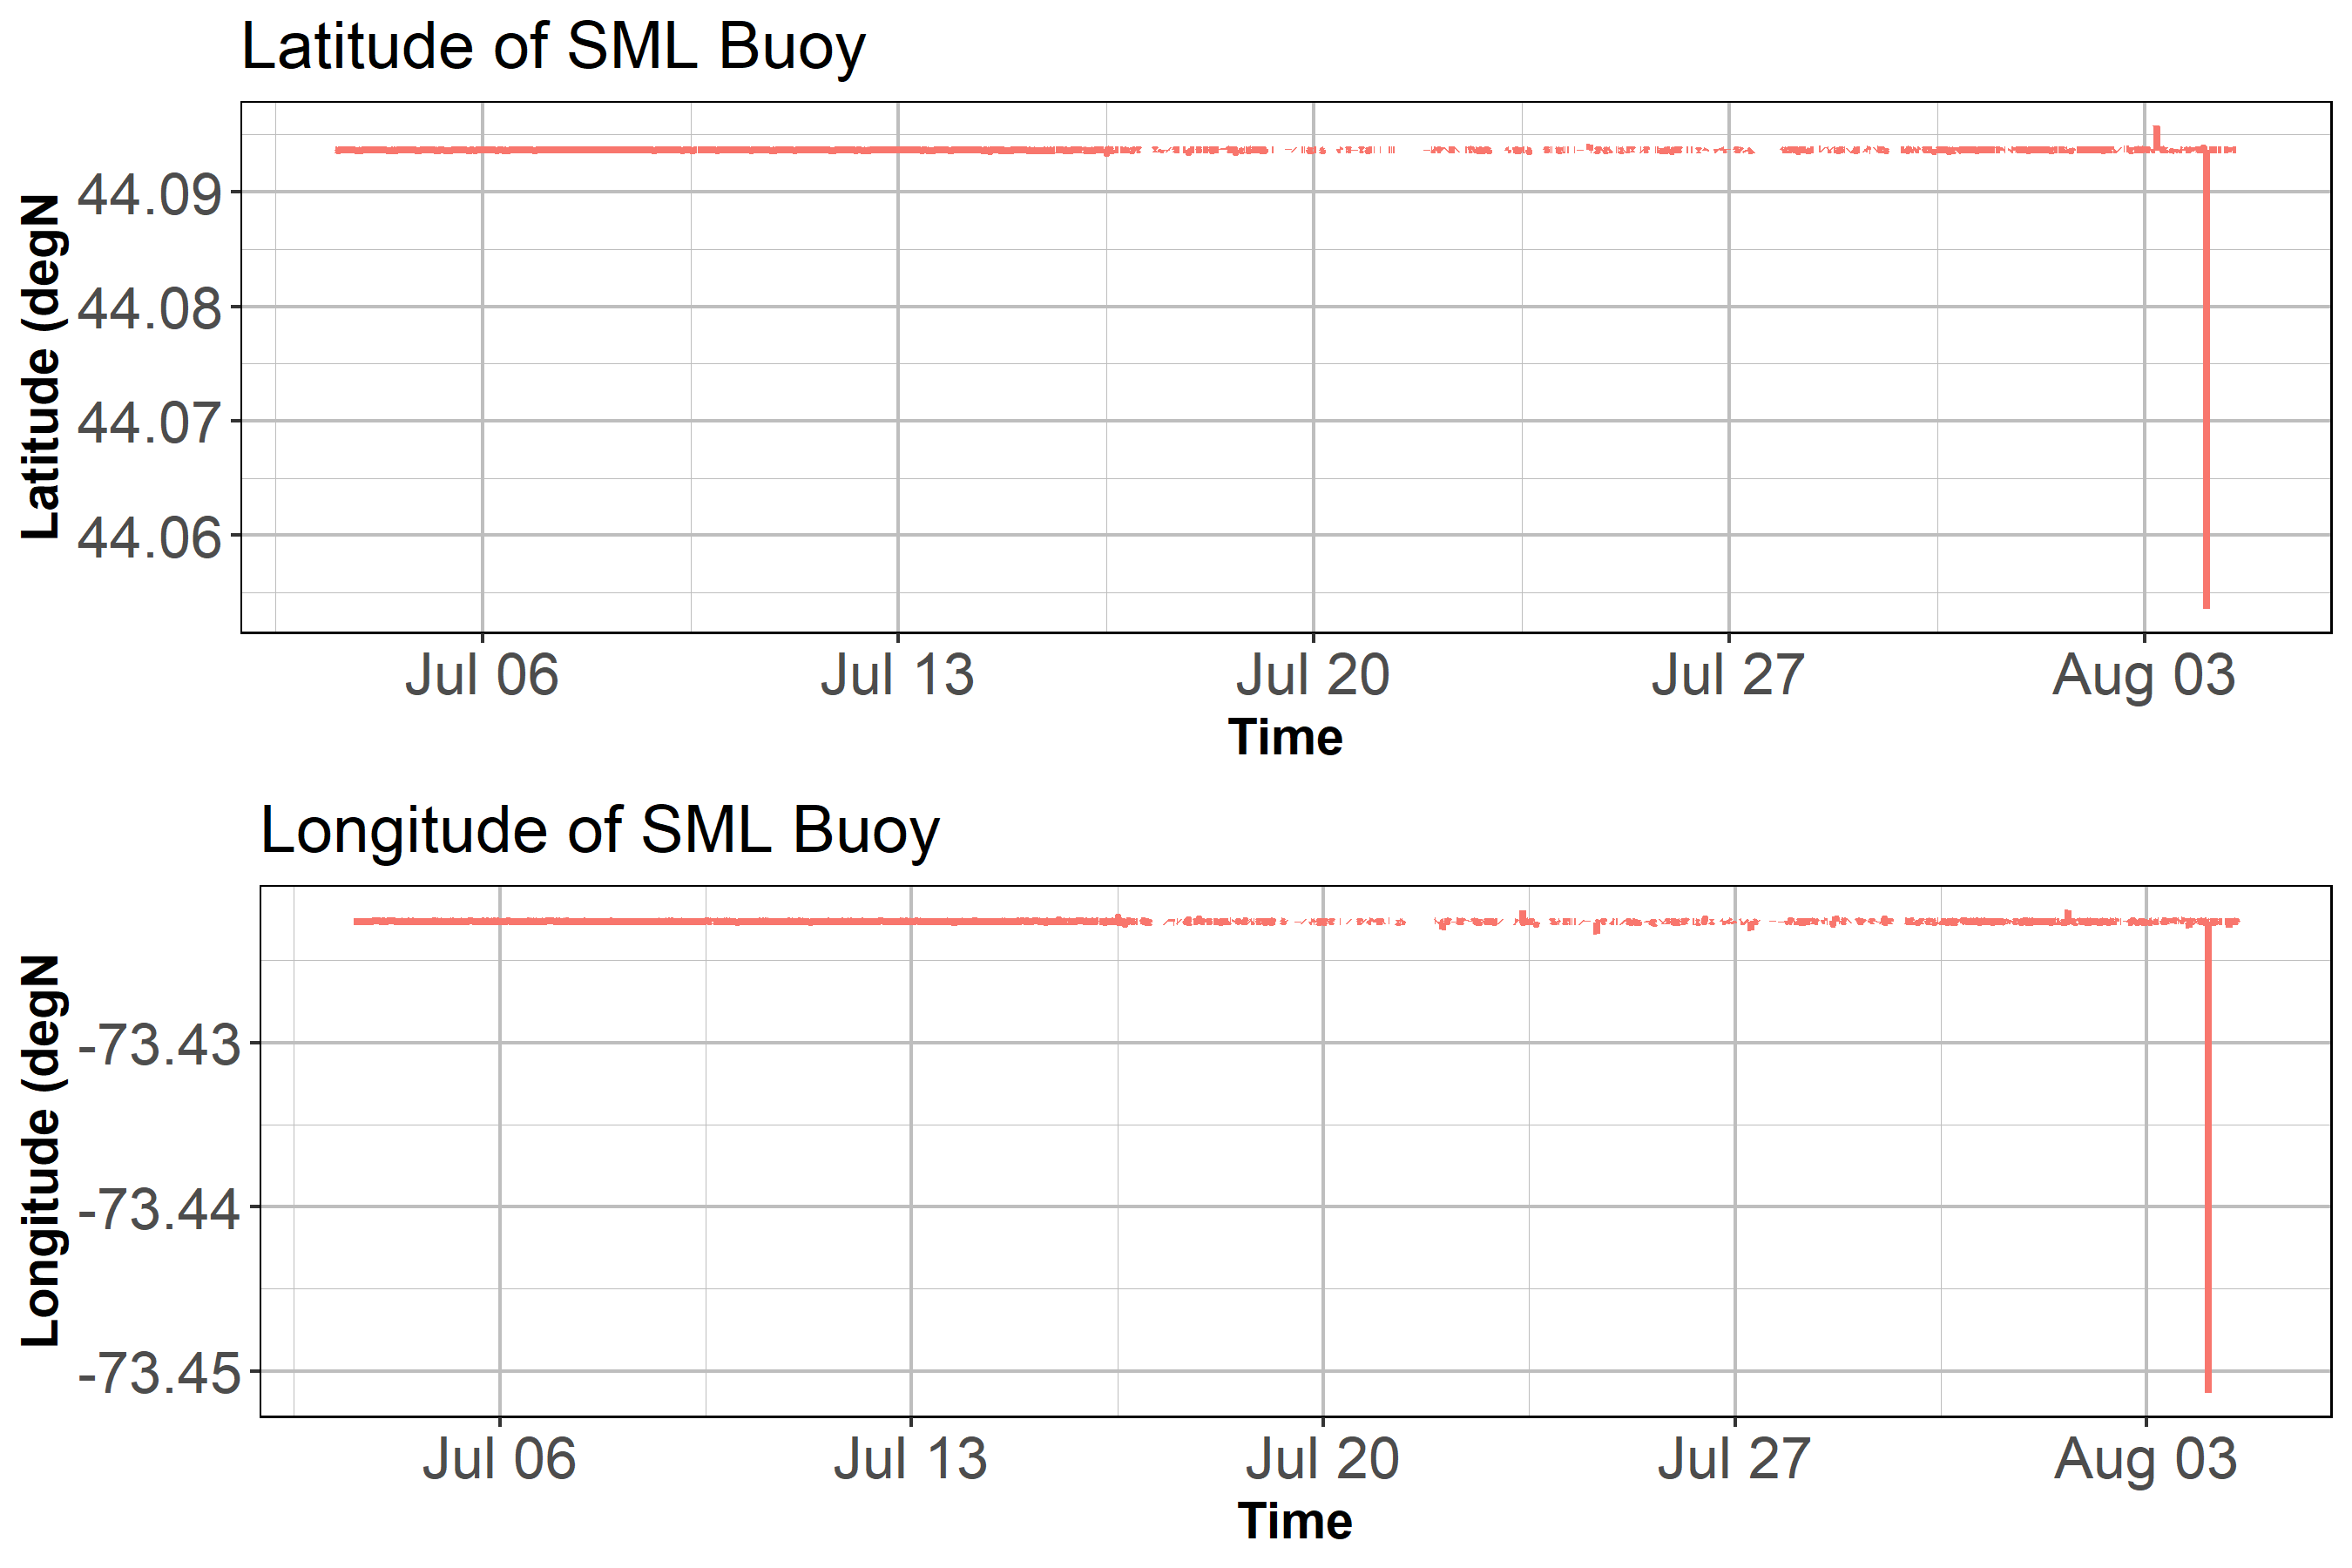 Latitude of SML Buoy
Latitude (degN
44.09
44.08
44.07
44.06
Jul 06 Jul 13 Jul 20 Jul 27 Aug 03
Time
Longitude of SML Buoy
Longitude (degN
-73.43
-73.44
-73.45
Jul 06 Jul 13 Jul 20 Jul 27 Aug 03
Time